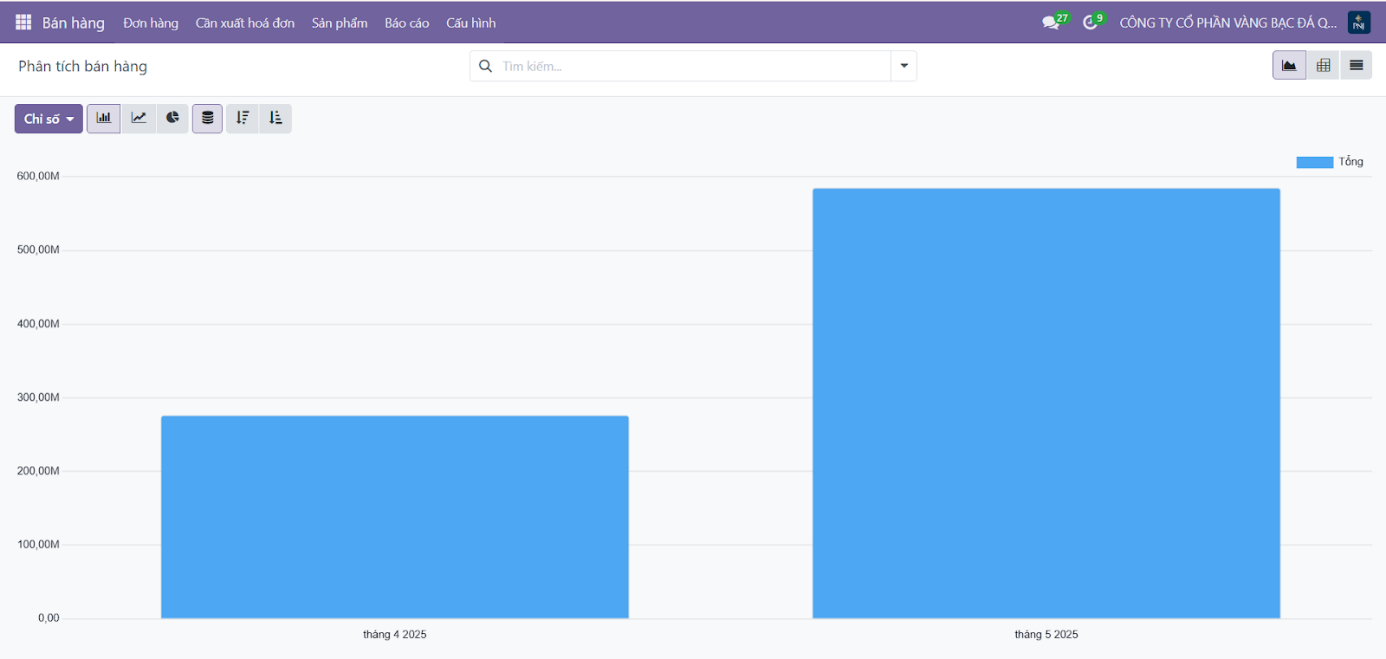 Bán hàng Đơn hàng Cần xuất hoá đơn Sản phẩm Báo cáo Cấu hình 27 9 CÔNG TY CỔ PHẦN VÀNG BẠC ĐÁ Q... PNJ
Phân tích bán hàng Tìm kiếm...
Chỉ số
Tổng
600,00M
500,00M
400,00M
300,00M
200,00M
100,00M
0,00
tháng 4 2025 tháng 5 2025